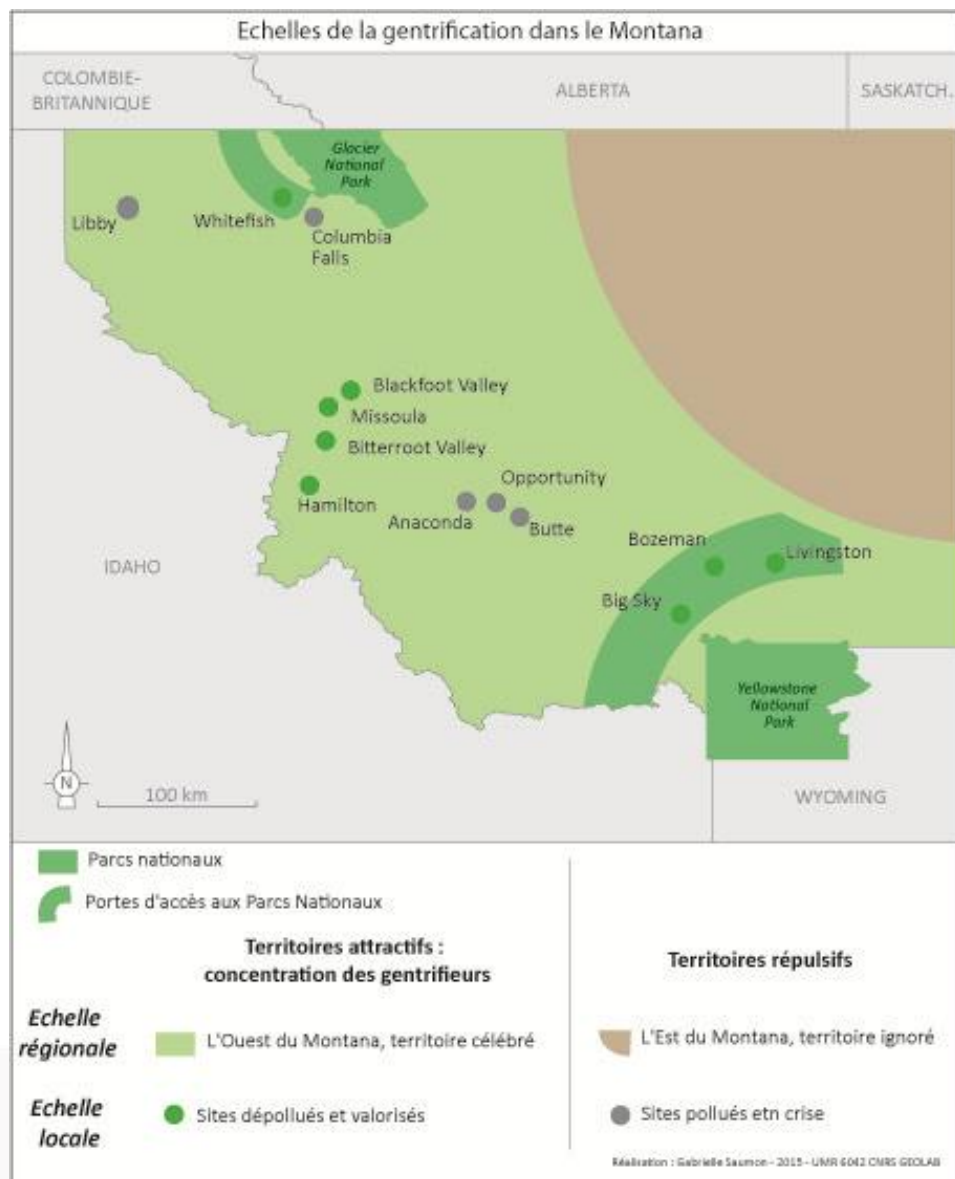 Echelles de la gentrification dans le Montana
COLOMBIE-
BRITANNIQUE
ALBERTA
SASKATCH.
Glacier
National
Park
Libby
Whitefish
Columbia
Falls
Blackfoot Valley
Missoula
Bitterroot Valley
Hamilton
Opportunity
Anaconda
Butte
Bozeman
Livingston
IDAHO
Big Sky
Yellowstone
National
Park
N
100 km
WYOMING
Parcs nationaux
Portes d'accès aux Parcs Nationaux
Territoires attractifs :
concentration des gentrifieurs
Territoires répulsifs
Echelle
régionale
L'Ouest du Montana, territoire célébré
L'Est du Montana, territoire ignoré
Echelle
locale
Sites dépollués et valorisés
Sites pollués etn crise
Réalisation : Gabrielle Saumon - 2015 - UMR 6042 CNRS GEOLAB